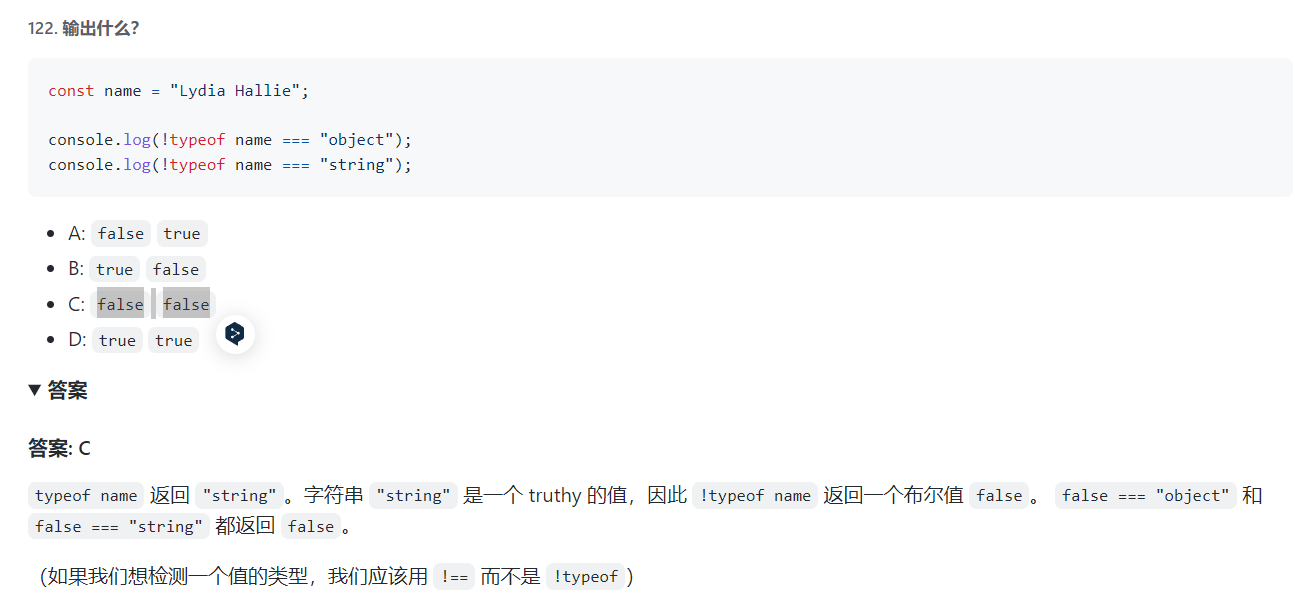 122. 输出什么?
const name = "Lydia Hallie";
console.log(!typeof name === "object");
console.log(!typeof name === "string");
A: false true
B: true false
C: false false
D: true true
▼ 答案
答案: C
typeof name 返回 "string" 。字符串 "string" 是一个 truthy 的值，因此 !typeof name 返回一个布尔值 false 。 false === "object" 和
false === "string" 都返回 false 。
（如果我们想检测一个值的类型，我们应该用 !== 而不是 !typeof ）